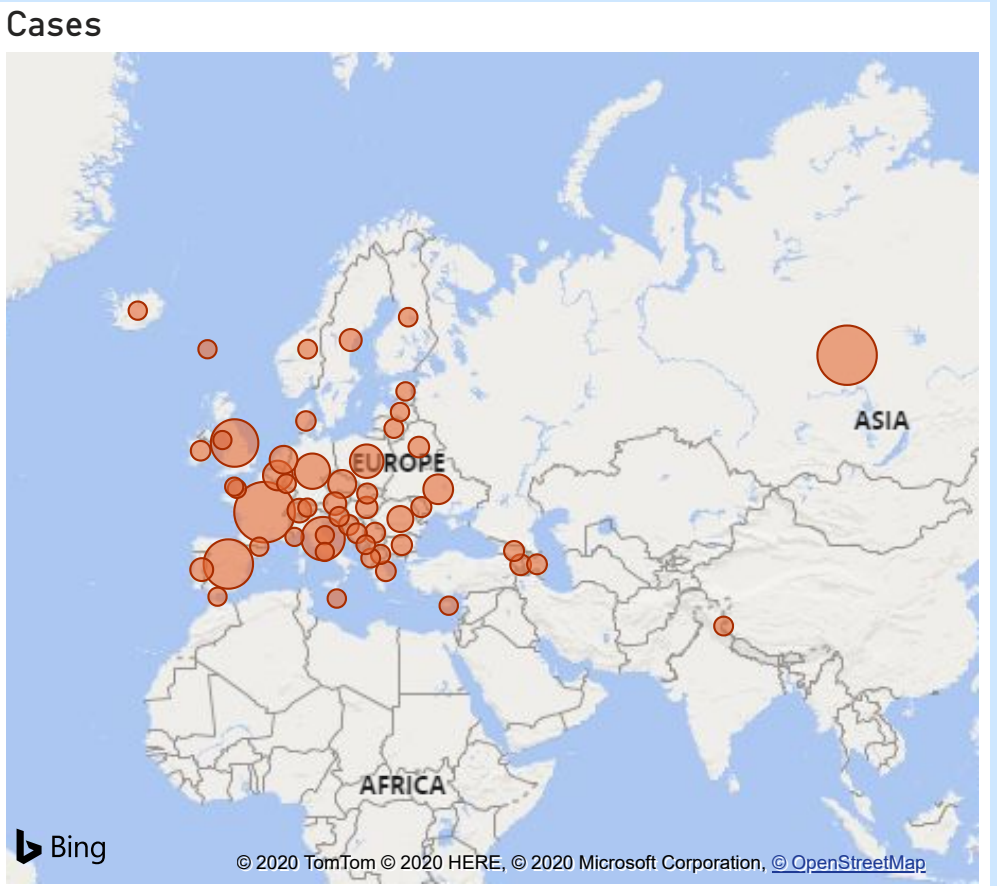 Cases
EUROPE
ASIA
AFRICA
Bing
© 2020 TomTom © 2020 HERE, © 2020 Microsoft Corporation, © OpenStreetMap